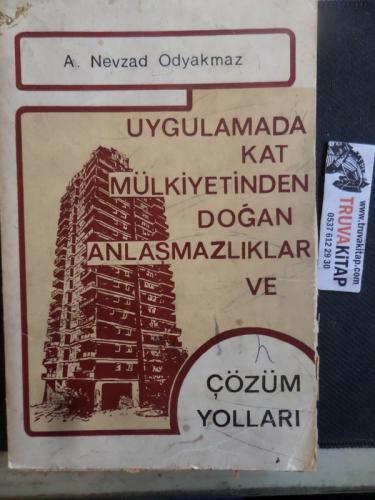 A. Nevzad Odyakmaz
UYGULAMADA
KAT
MÜLKİYETİNDEN
DOĞAN
ANLAŞMAZLIKLAR
VE
ÇÖZÜM
YOLLARI
www.truvakitap.com
TRUVAKİTAP
0537 612 29 30